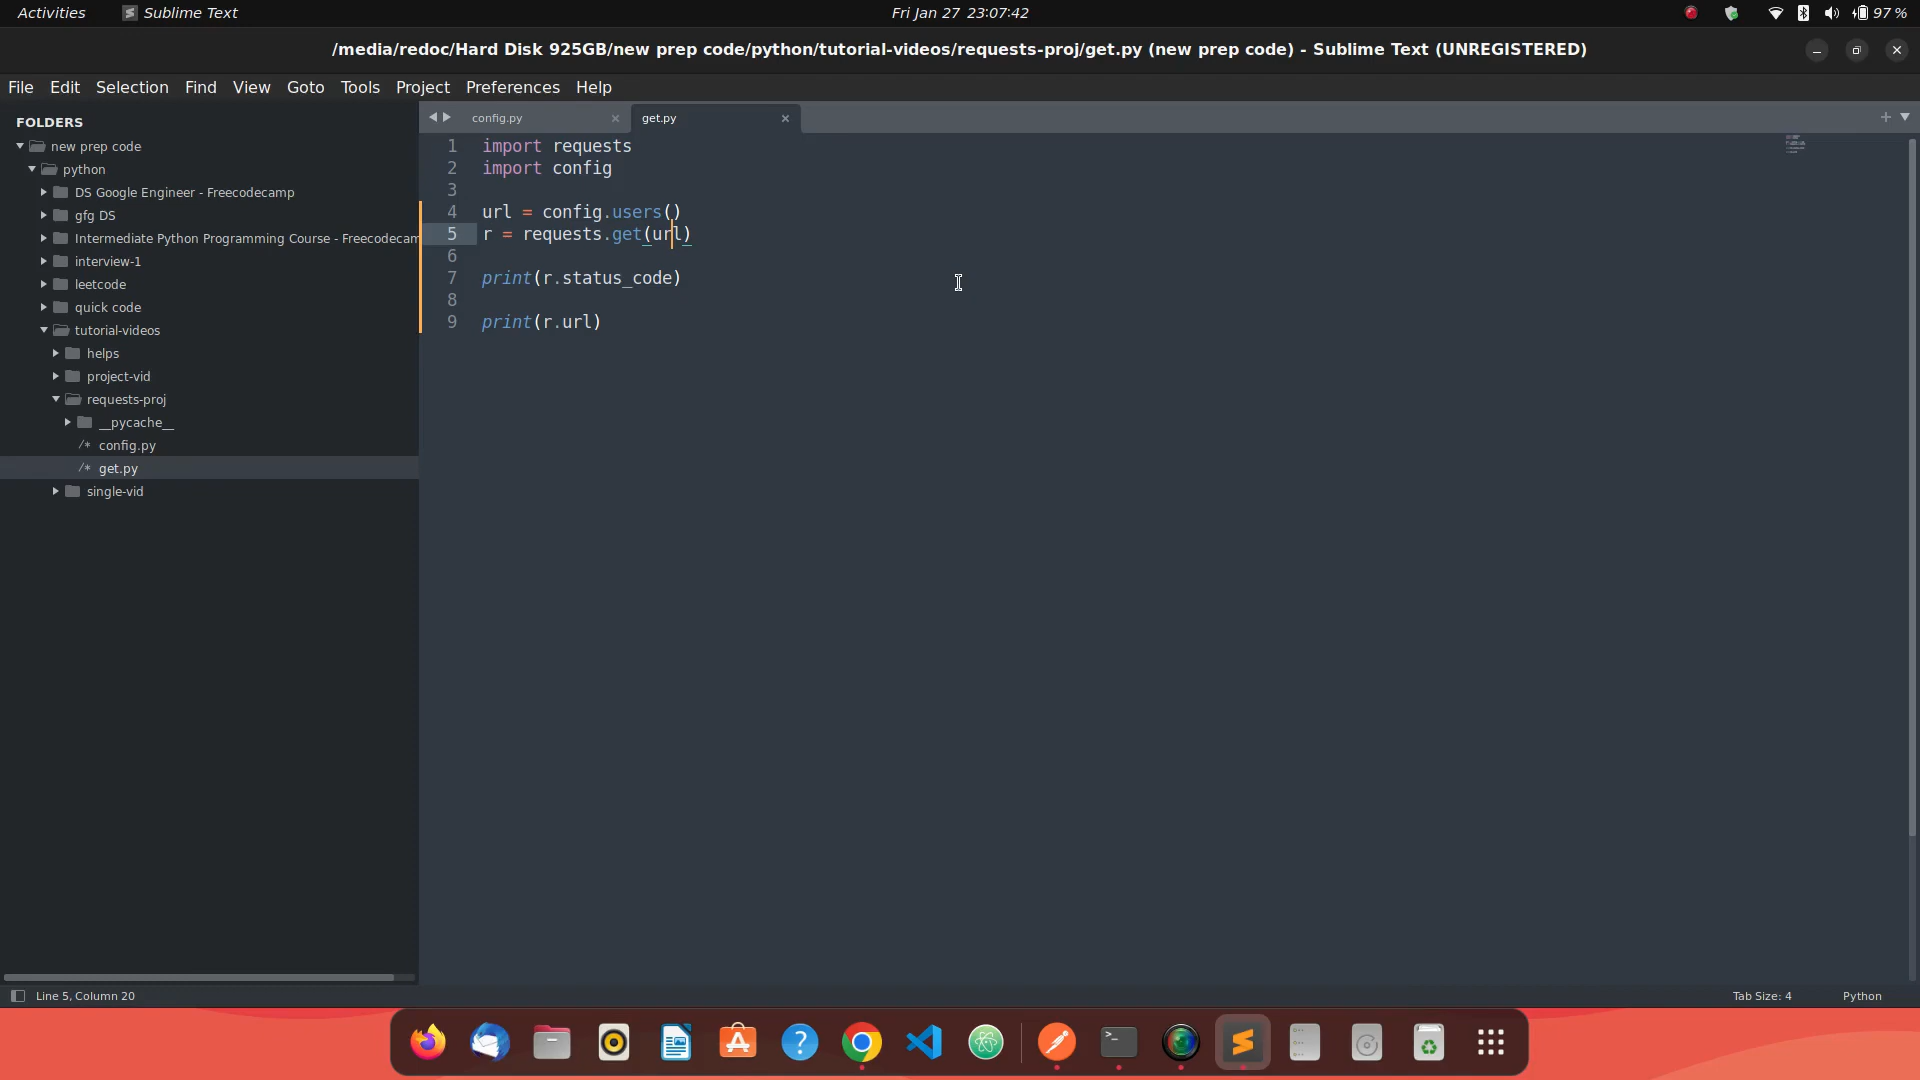 Activities
Sublime Text
Fri Jan 27 23:07:42
97 %
/media/redoc/Hard Disk 925GB/new prep code/python/tutorial-videos/requests-proj/get.py (new prep code) - Sublime Text (UNREGISTERED)
File Edit Selection Find View Goto Tools Project Preferences Help
FOLDERS
new prep code
python
DS Google Engineer - Freecodecamp
gfg DS
Intermediate Python Programming Course - Freecodecam
interview-1
leetcode
quick code
tutorial-videos
helps
project-vid
requests-proj
__pycache__
/* config.py
/* get.py
single-vid
config.py
get.py
1 import requests
2 import config
3
4 url = config.users()
5 r = requests.get(url)
6
7 print(r.status_code)
8
9 print(r.url)
Line 5, Column 20
Tab Size: 4
Python